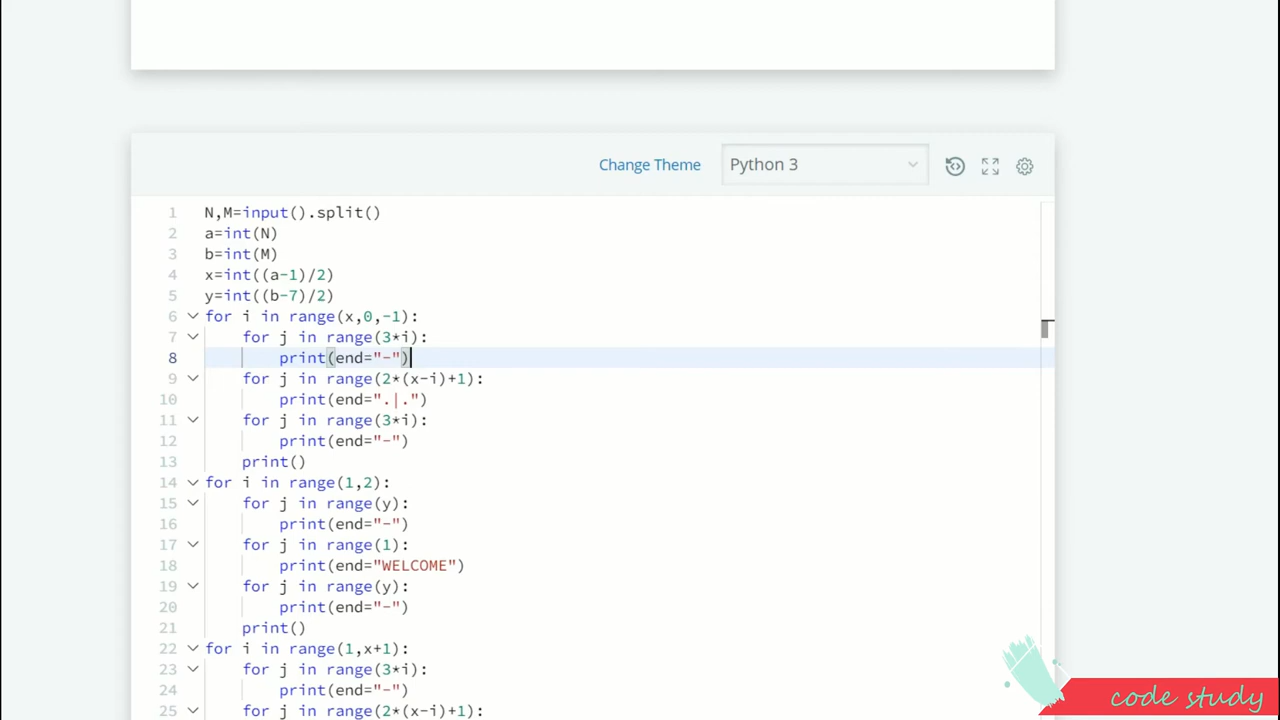 Change Theme
Python 3
1 N,M=input().split()
2 a=int(N)
3 b=int(M)
4 x=int((a-1)/2)
5 y=int((b-7)/2)
6 for i in range(x,0,-1):
7     for j in range(3*i):
8         print(end="-")
9     for j in range(2*(x-i)+1):
10         print(end=".|.")
11     for j in range(3*i):
12         print(end="-")
13     print()
14 for i in range(1,2):
15     for j in range(y):
16         print(end="-")
17     for j in range(1):
18         print(end="WELCOME")
19     for j in range(y):
20         print(end="-")
21     print()
22 for i in range(1,x+1):
23     for j in range(3*i):
24         print(end="-")
25     for j in range(2*(x-i)+1):
code study